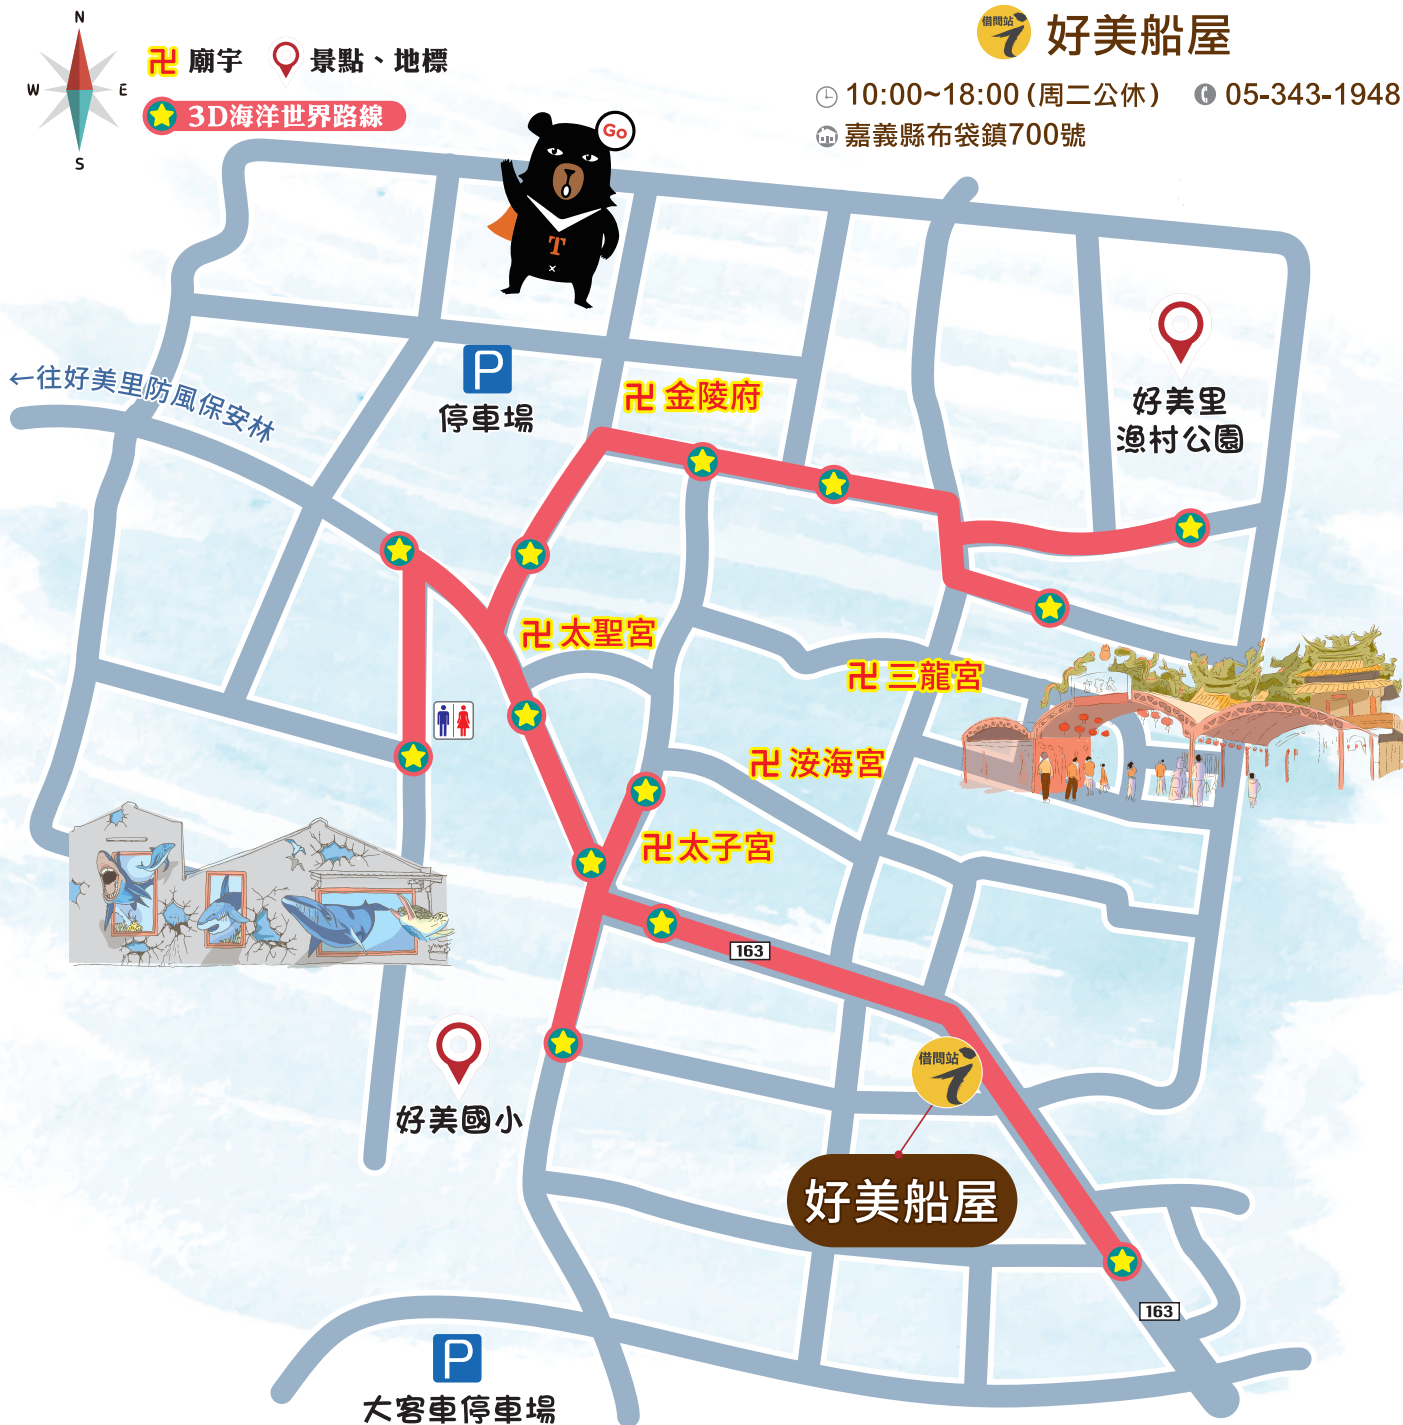 N
W
E
S
卍 廟宇
景點、地標
3D海洋世界路線
借問站
好美船屋
10:00~18:00 (周二公休)
05-343-1948
嘉義縣布袋鎮700號
Go
T
×
←往好美里防風保安林
P
停車場
卍 金陵府
好美里
漁村公園
卍 太聖宮
卍 三龍宮
卍 洝海宮
卍 太子宮
163
好美國小
借問站
好美船屋
163
P
大客車停車場